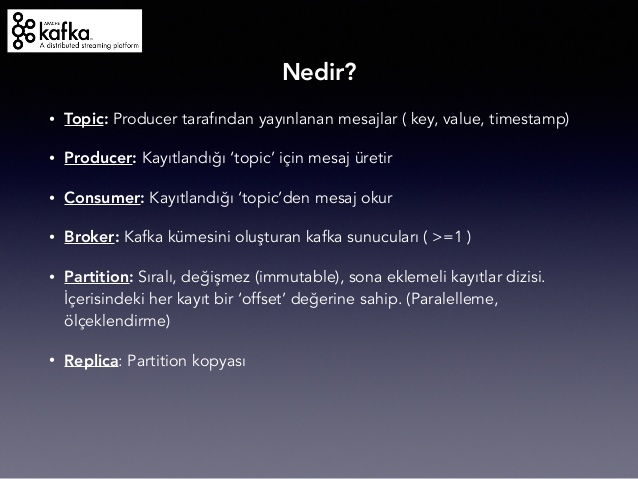 APACHE
kafka
A distributed streaming platform
Nedir?
• Topic: Producer tarafından yayınlanan mesajlar ( key, value, timestamp)
• Producer: Kayıtlandığı ‘topic’ için mesaj üretir
• Consumer: Kayıtlandığı ‘topic’den mesaj okur
• Broker: Kafka kümesini oluşturan kafka sunucuları ( >=1 )
• Partition: Sıralı, değişmez (immutable), sona eklemeli kayıtlar dizisi.
İçerisindeki her kayıt bir ‘offset’ değerine sahip. (Paralelleme,
ölçeklendirme)
• Replica: Partition kopyası